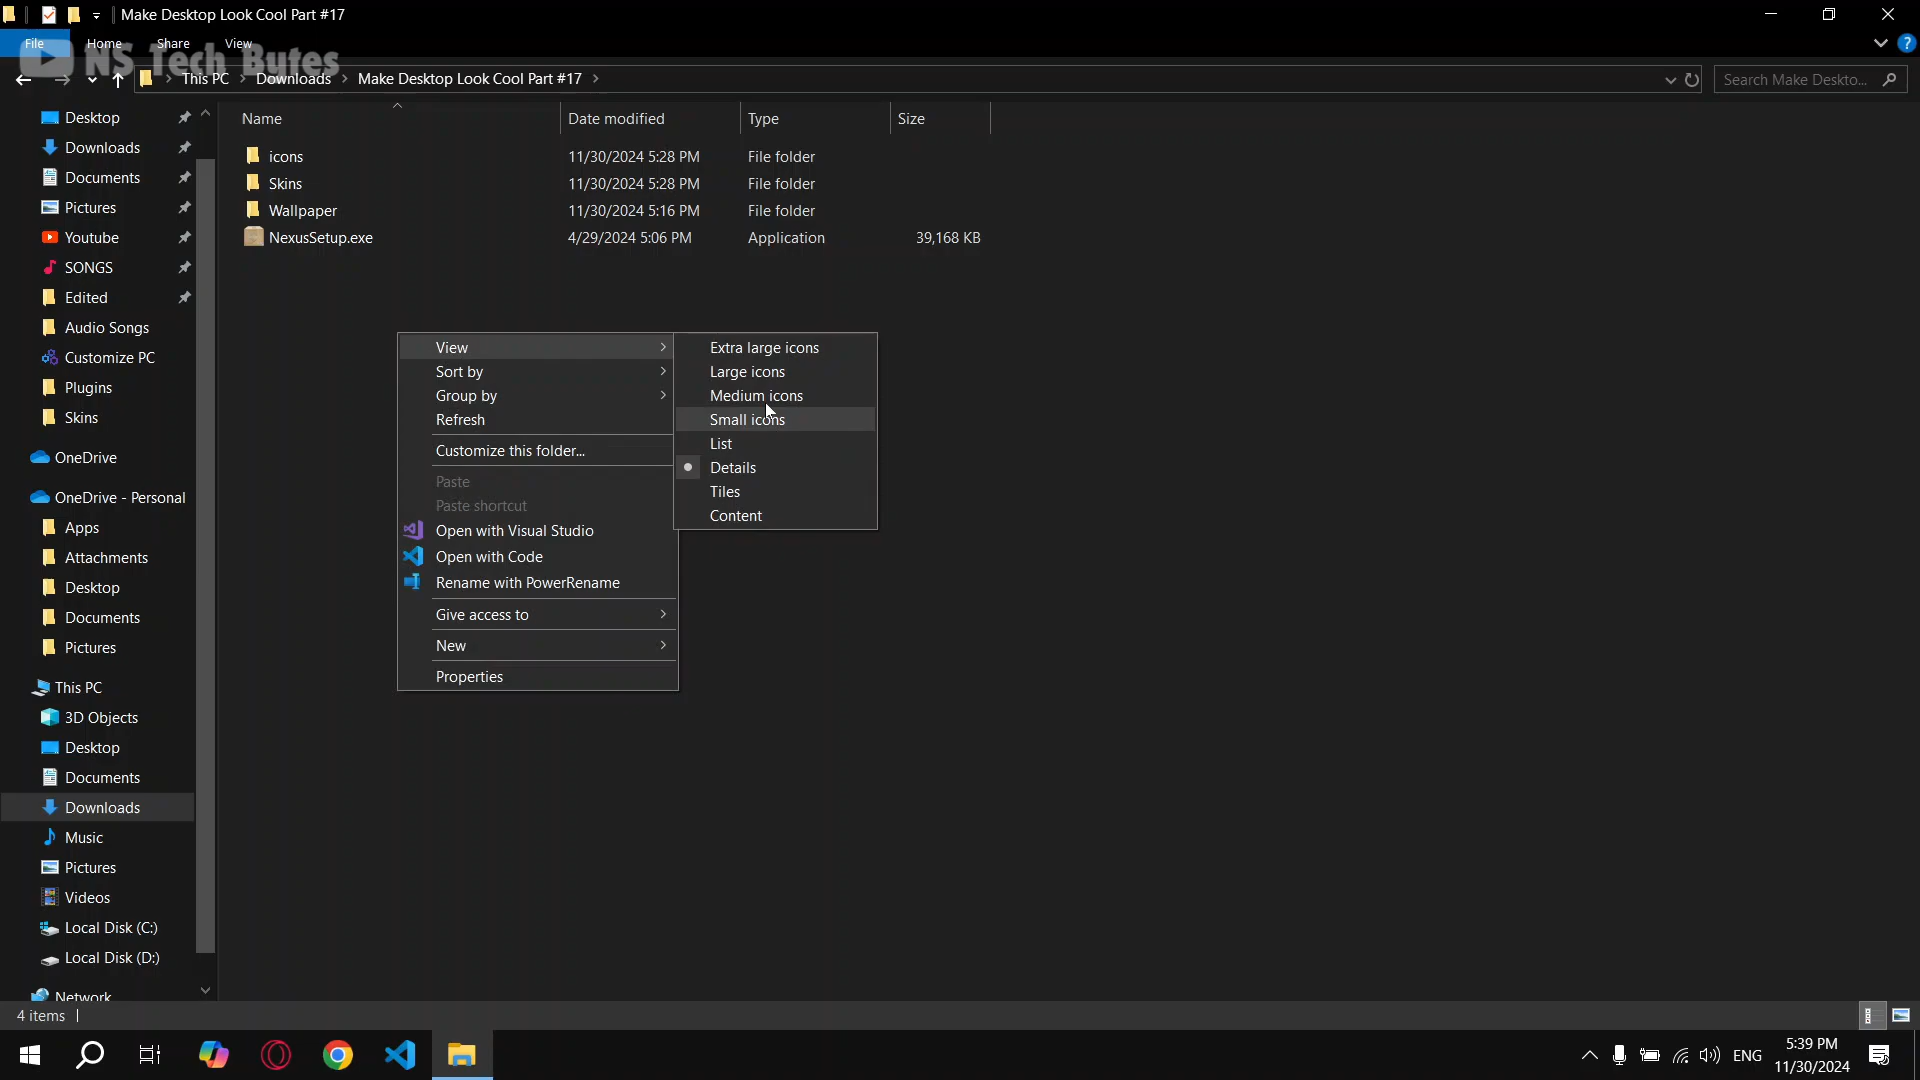 Make Desktop Look Cool Part #17
File Home Share View
NS Tech Butes
This PC Downloads Make Desktop Look Cool Part #17
Search Make Deskto...
Desktop
Downloads
Documents
Pictures
Youtube
SONGS
Edited
Audio Songs
Customize PC
Plugins
Skins
OneDrive
OneDrive - Personal
Apps
Attachments
Desktop
Documents
Pictures
This PC
3D Objects
Desktop
Documents
Downloads
Music
Pictures
Videos
Local Disk (C:)
Local Disk (D:)
Network
Name Date modified Type Size
icons 11/30/2024 5:28 PM File folder
Skins 11/30/2024 5:28 PM File folder
Wallpaper 11/30/2024 5:16 PM File folder
NexusSetup.exe 4/29/2024 5:06 PM Application 39,168 KB
View
Sort by
Group by
Refresh
Customize this folder...
Paste
Paste shortcut
Open with Visual Studio
Open with Code
Rename with PowerRename
Give access to
New
Properties
Extra large icons
Large icons
Medium icons
Small icons
List
Details
Tiles
Content
4 items
ENG
5:39 PM
11/30/2024